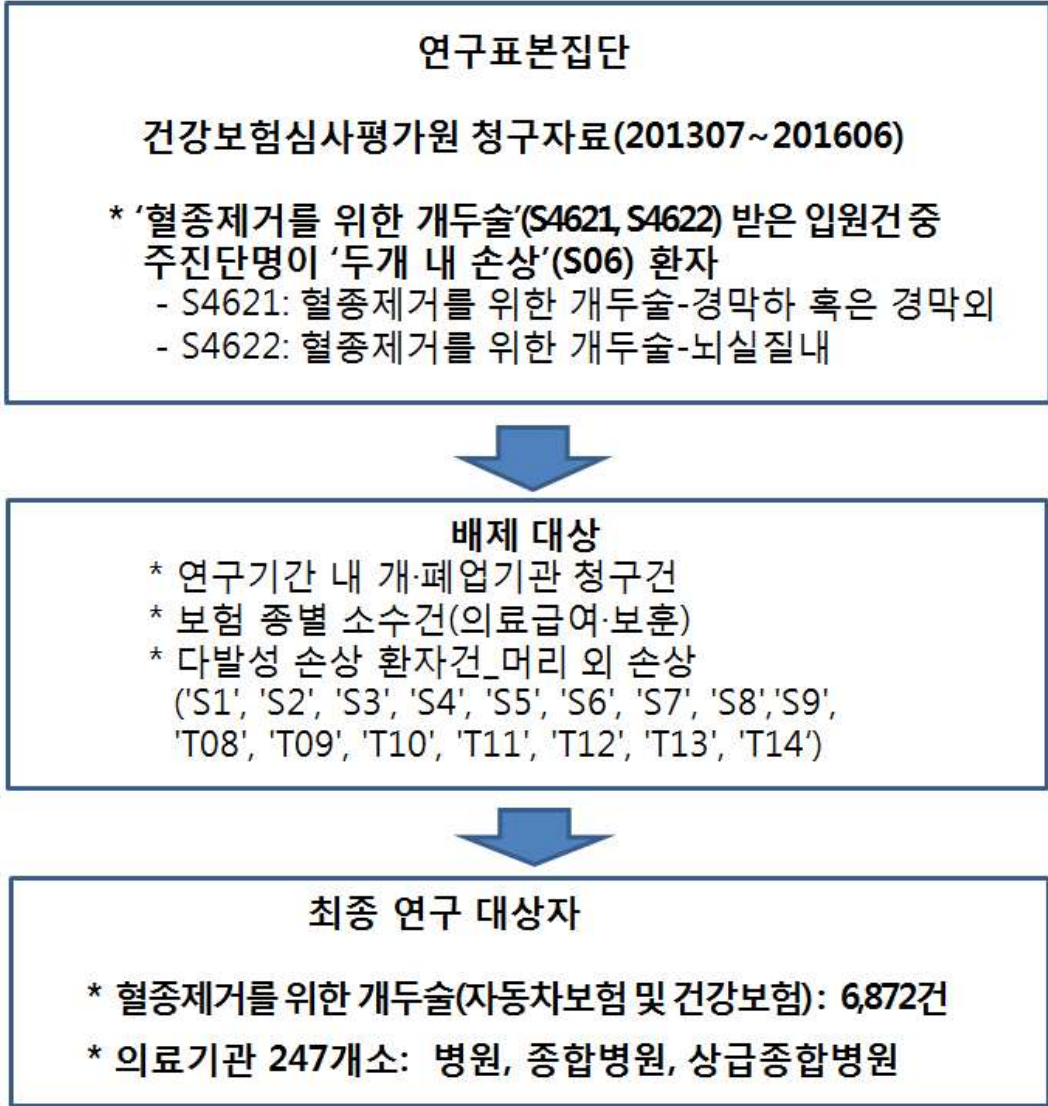 연구표본집단
건강보험심사평가원 청구자료(201307~201606)
* ‘혈종제거를 위한 개두술’(S4621, S4622) 받은 입원건 중
주진단명이 ‘두개 내 손상’(S06) 환자
- S4621: 혈종제거를 위한 개두술-경막하 혹은 경막외
- S4622: 혈종제거를 위한 개두술-뇌실질내
배제 대상
* 연구기간 내 개·폐업기관 청구건
* 보험 종별 소수건(의료급여·보훈)
* 다발성 손상 환자건_머리 외 손상
('S1', 'S2', 'S3', 'S4', 'S5', 'S6', 'S7', 'S8','S9',
'T08', 'T09', 'T10', 'T11', 'T12', 'T13', 'T14‘)
최종 연구 대상자
* 혈종제거를 위한 개두술(자동차보험 및 건강보험) : 6,872건
* 의료기관 247개소: 병원, 종합병원, 상급종합병원